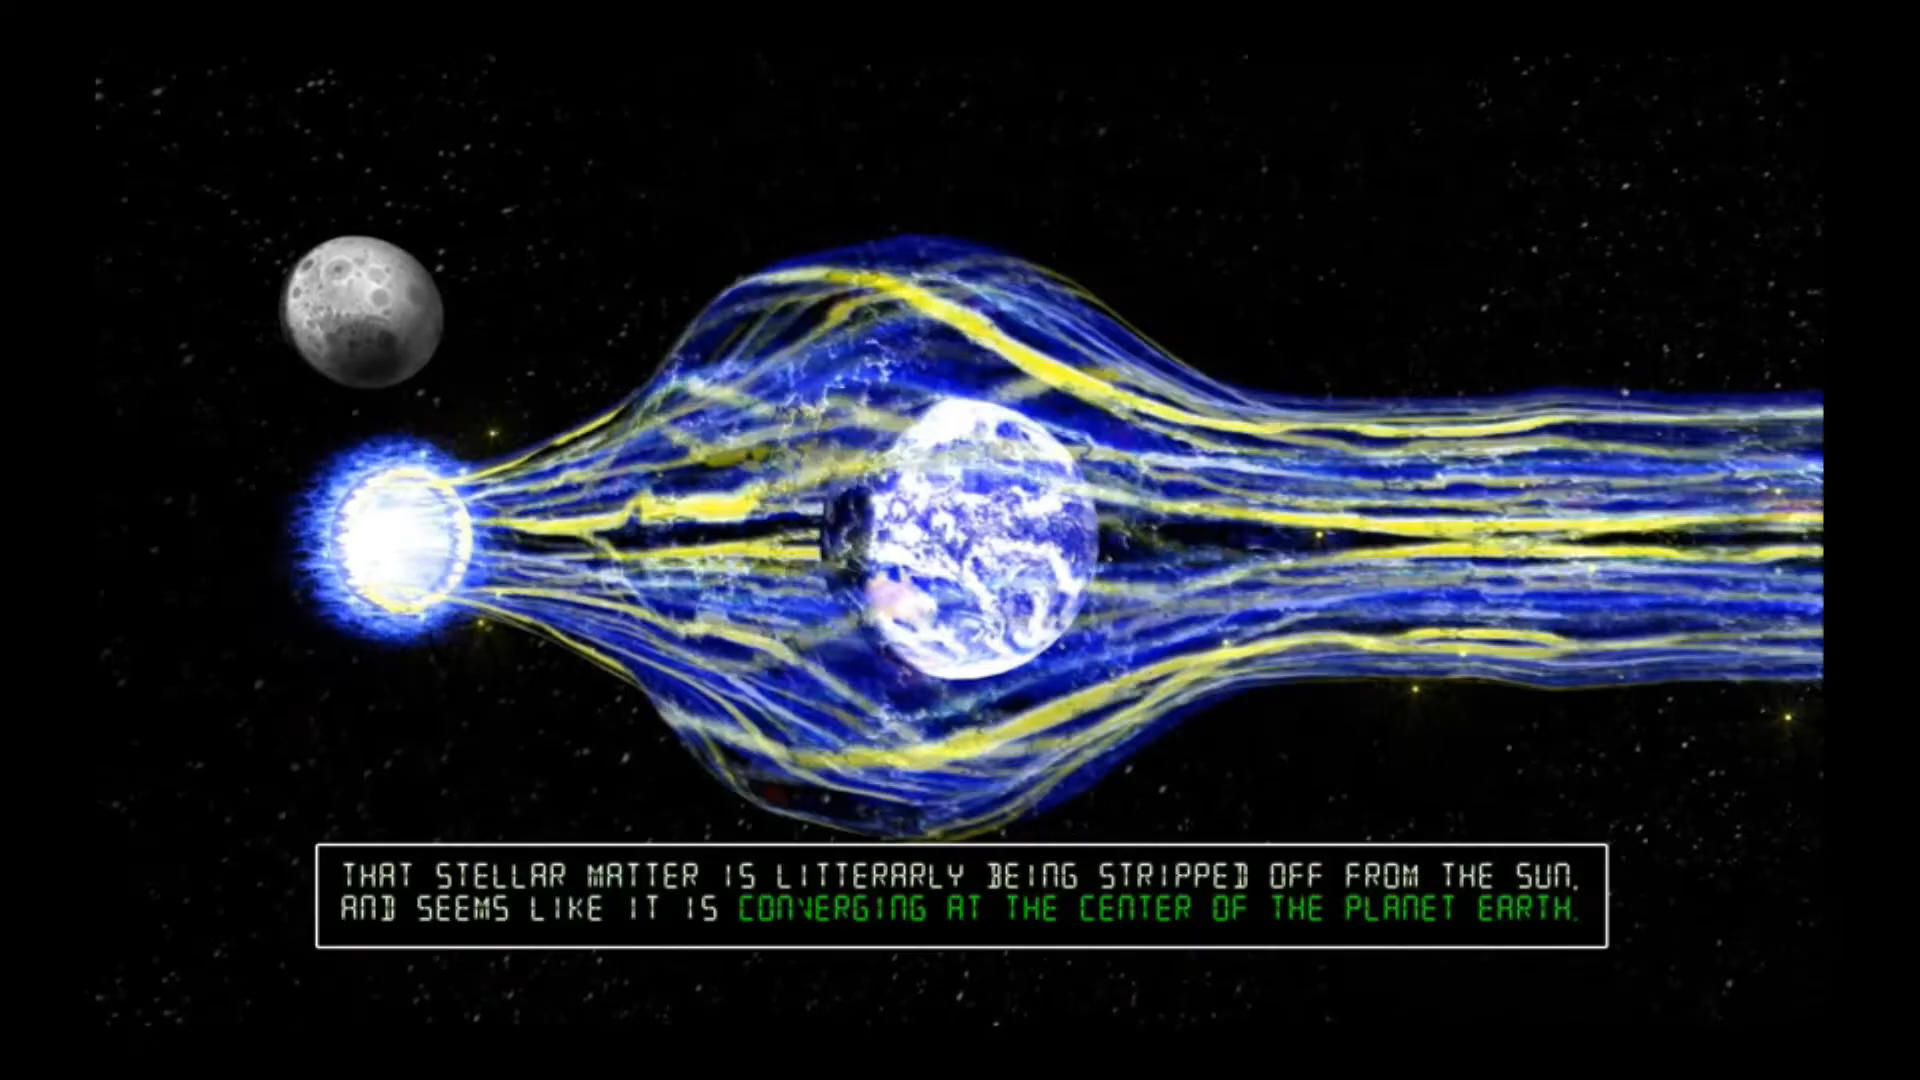 THAT STELLAR MATTER IS LITTERARLY BEING STRIPPED OFF FROM THE SUN,
AND SEEMS LIKE IT IS CONVERGING AT THE CENTER OF THE PLANET EARTH.